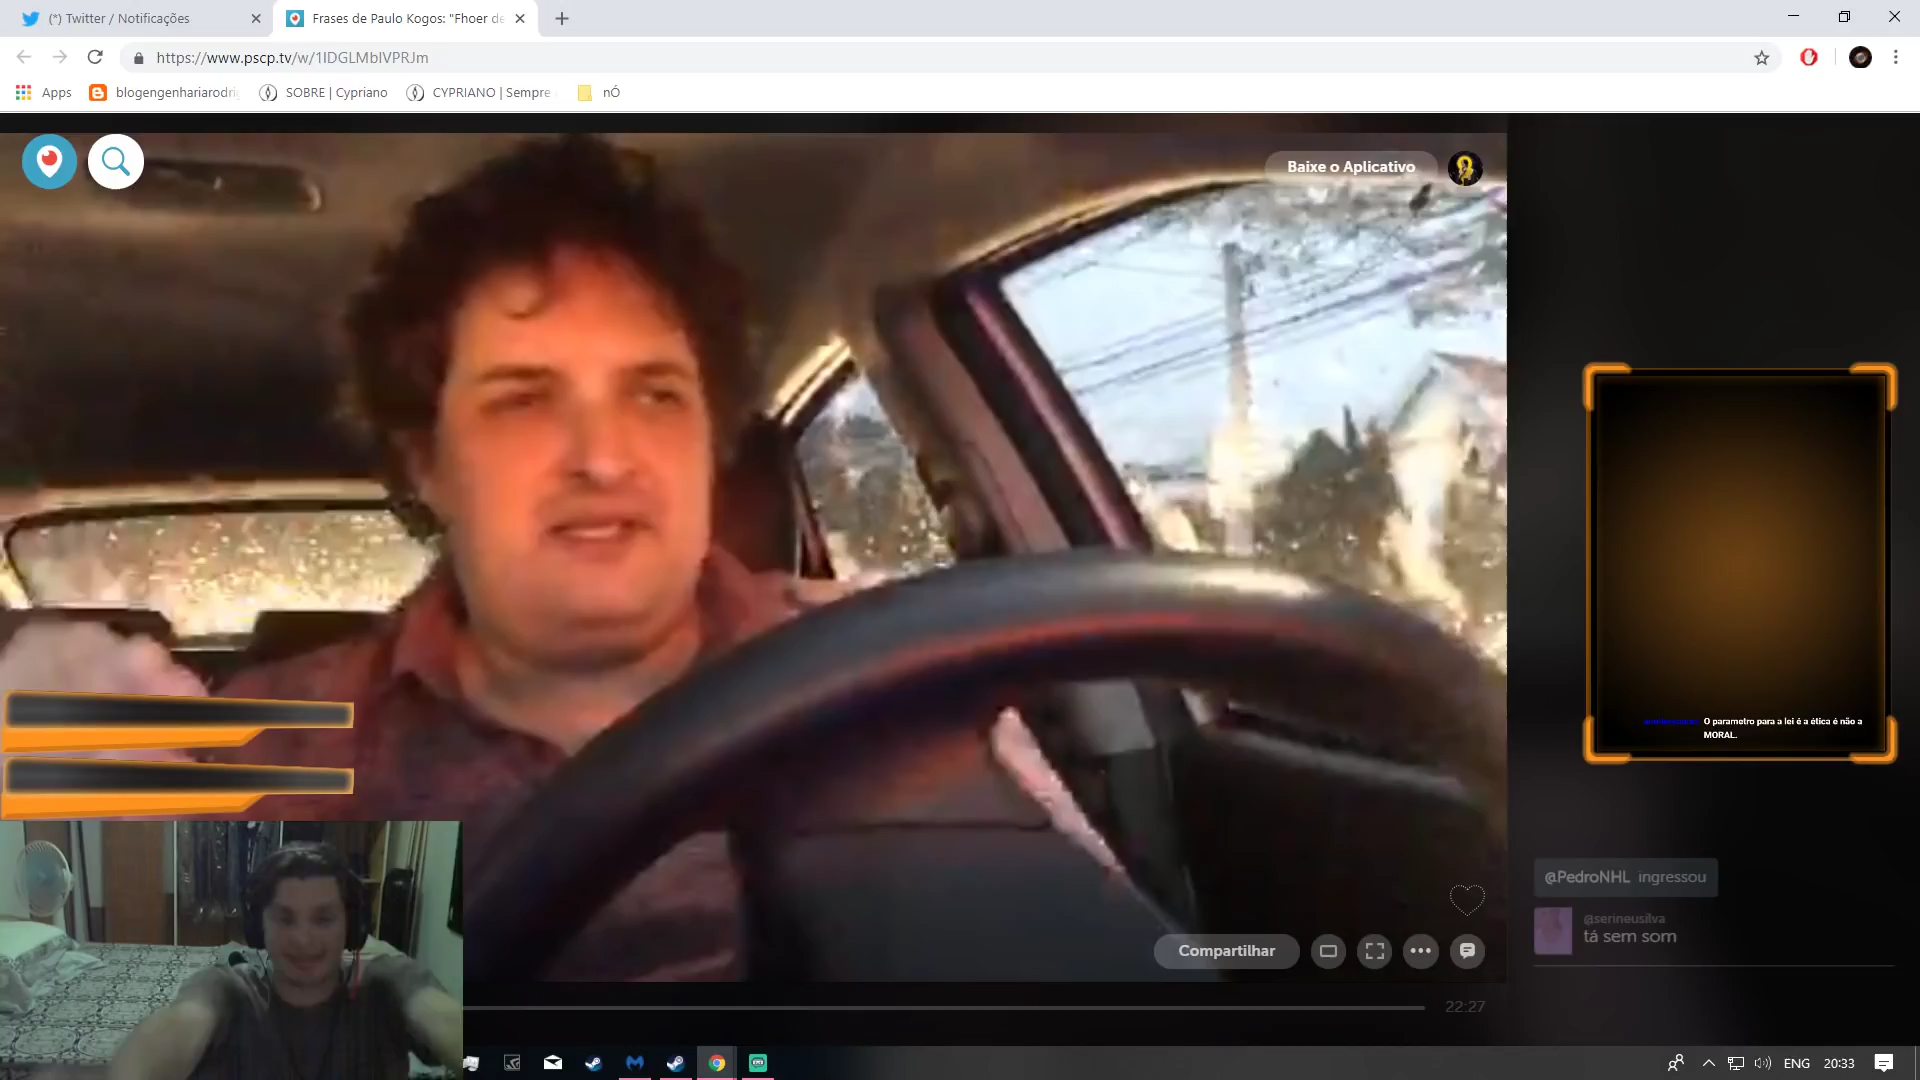 (*) Twitter / Notificações
Frases de Paulo Kogos: "Fhoer de
https://www.pscp.tv/w/1IDGLMbIVPRJm
Apps
blogengenhariarodrig
SOBRE | Cypriano
CYPRIANO | Sempre
nÓ
Baixe o Aplicativo
O parametro para a lei é a ética é não a
MORAL.
@PedroNHL ingressou
@serineusilva
tá sem som
Compartilhar
22:27
ENG
20:33